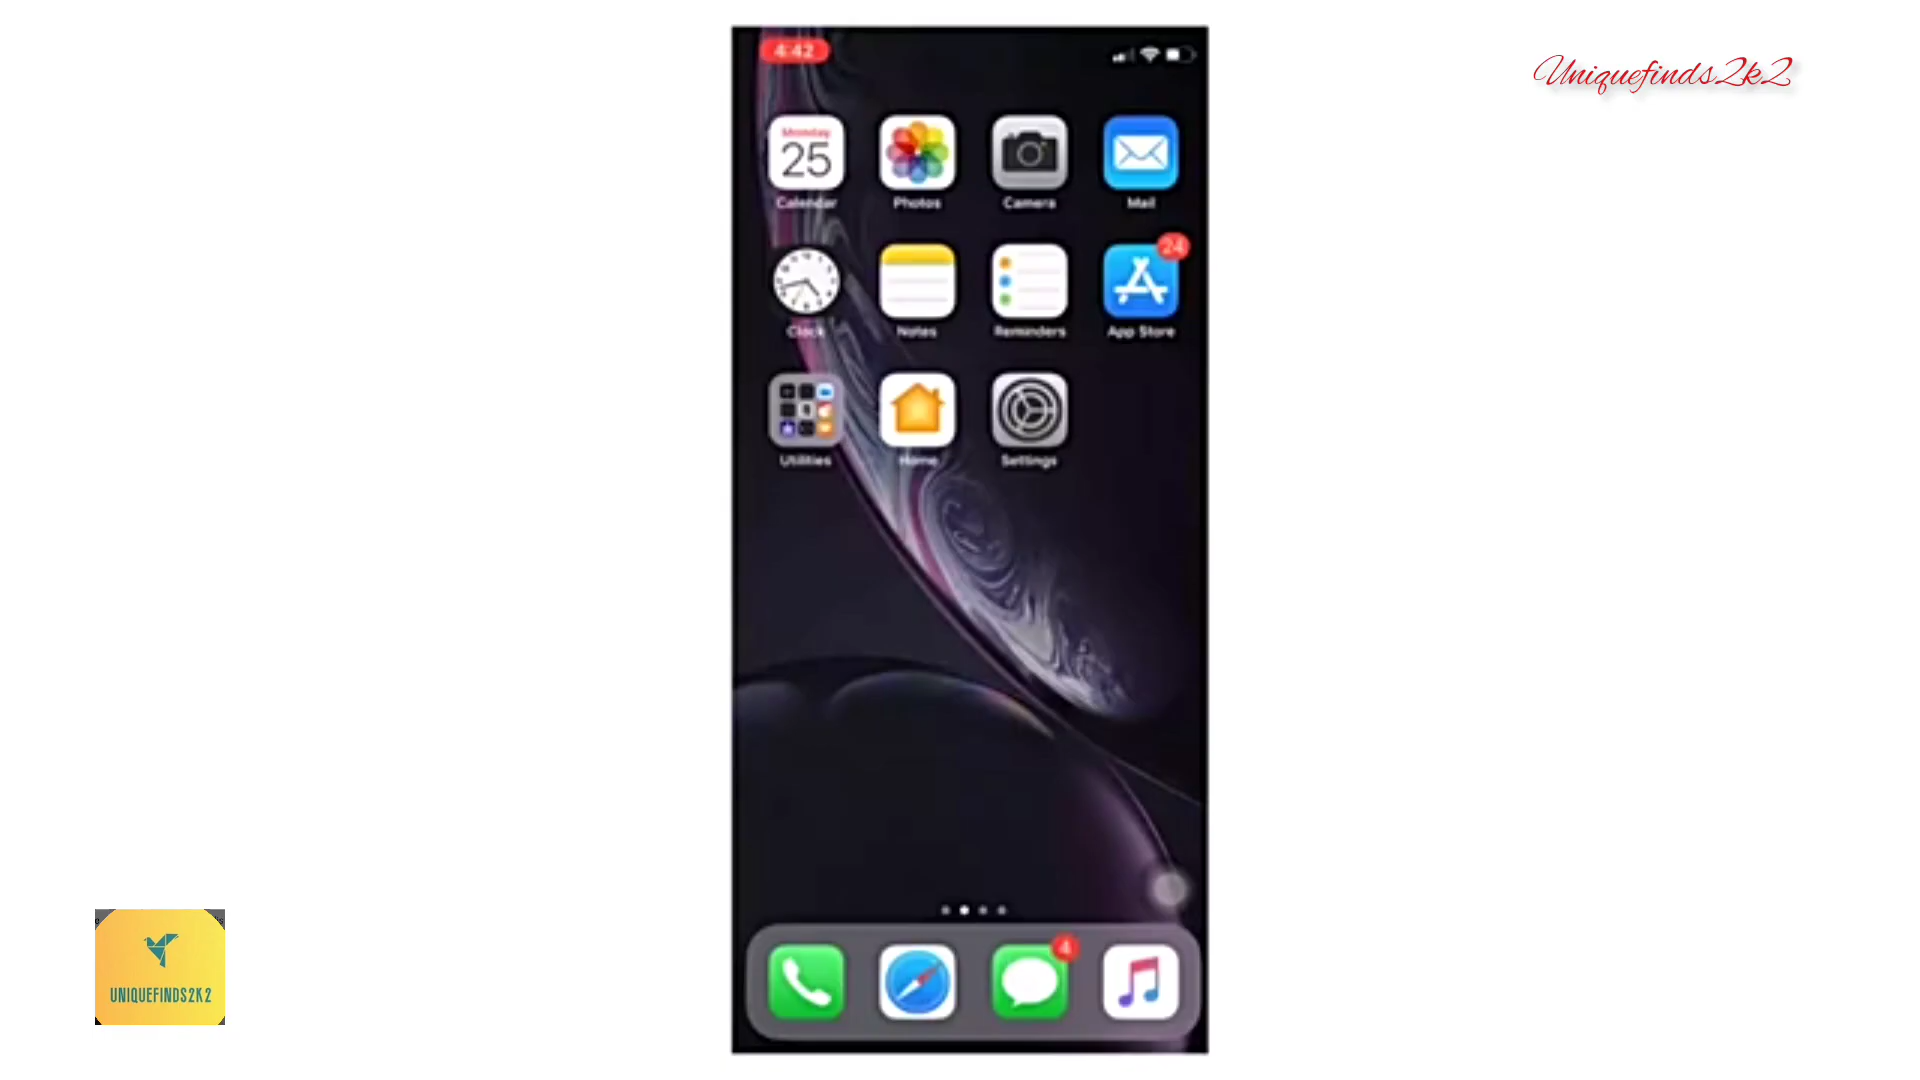 4:42
Uniquefinds2k2
Monday
25
Calendar
Photos
Camera
Mail
24
Clock
Notes
Reminders
App Store
Utilities
Home
Settings
4
UNIQUEFINDS2K2